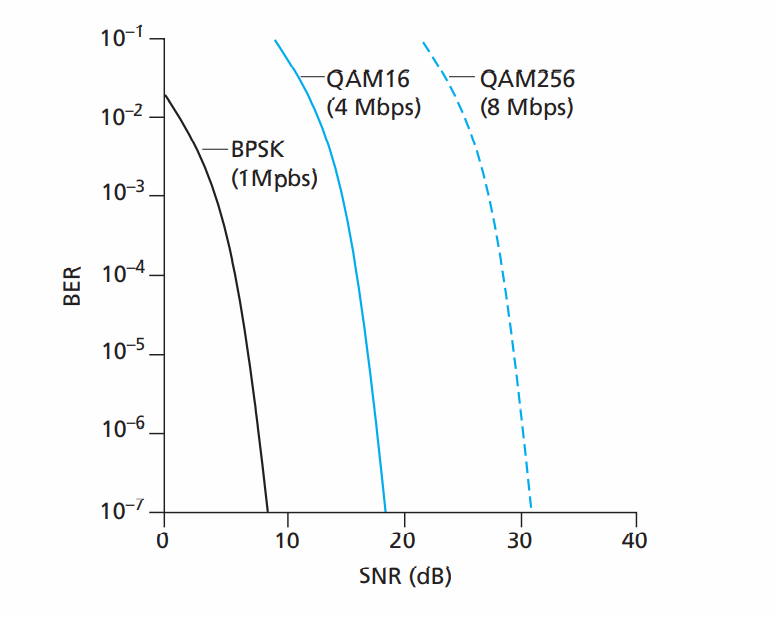 10⁻¹
QAM16
(4 Mbps)
QAM256
(8 Mbps)
10⁻²
BPSK
(1Mpbs)
10⁻³
10⁻⁴
BER
10⁻⁵
10⁻⁶
10⁻⁷
0 10 20 30 40
SNR (dB)